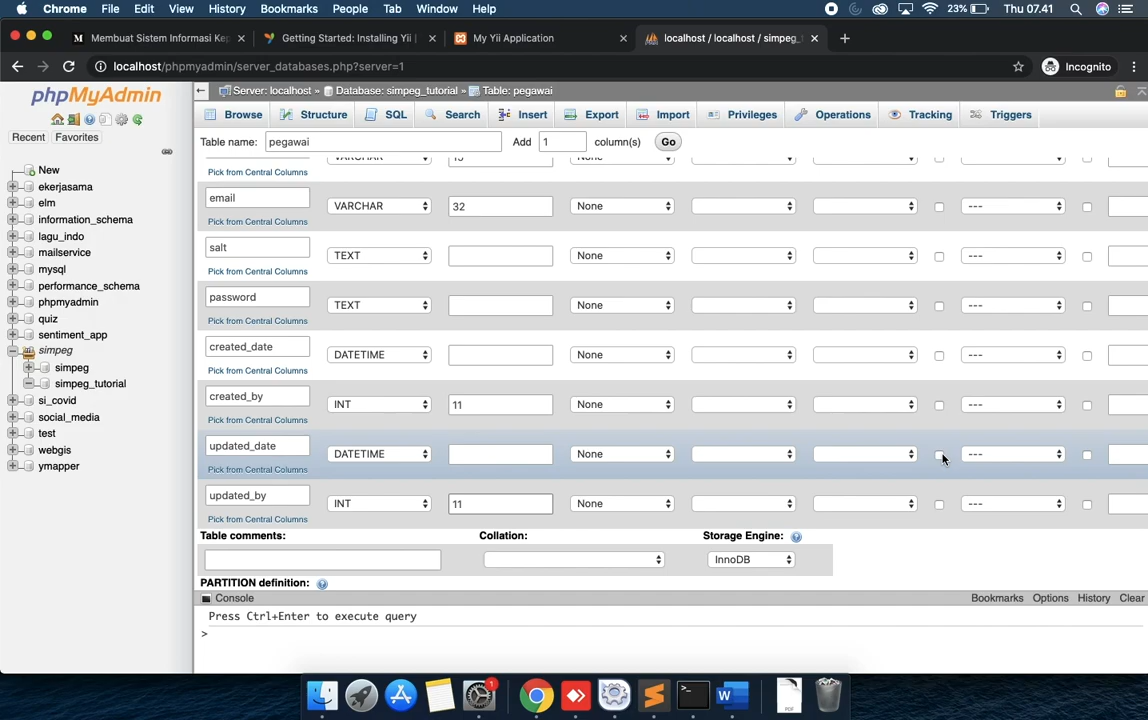 Chrome File Edit View History Bookmarks People Tab Window Help 23% Thu 07.41
Membuat Sistem Informasi Kep Getting Started: Installing Yii | My Yii Application localhost / localhost / simpeg_
localhost/phpmyadmin/server_databases.php?server=1 Incognito
phpMyAdmin
Recent Favorites
New
ekerjasama
elm
information_schema
lagu_indo
mailservice
mysql
performance_schema
phpmyadmin
quiz
sentiment_app
simpeg
simpeg
simpeg_tutorial
si_covid
social_media
test
webgis
ymapper
Server: localhost » Database: simpeg_tutorial » Table: pegawai
Browse Structure SQL Search Insert Export Import Privileges Operations Tracking Triggers
Table name: pegawai Add 1 column(s) Go
VARCHAR 15 None
Pick from Central Columns
email VARCHAR 32 None ---
Pick from Central Columns
salt TEXT None ---
Pick from Central Columns
password TEXT None ---
Pick from Central Columns
created_date DATETIME None ---
Pick from Central Columns
created_by INT 11 None ---
Pick from Central Columns
updated_date DATETIME None ---
Pick from Central Columns
updated_by INT 11 None ---
Pick from Central Columns
Table comments: Collation: Storage Engine:
InnoDB
PARTITION definition:
Console Bookmarks Options History Clear
Press Ctrl+Enter to execute query
>